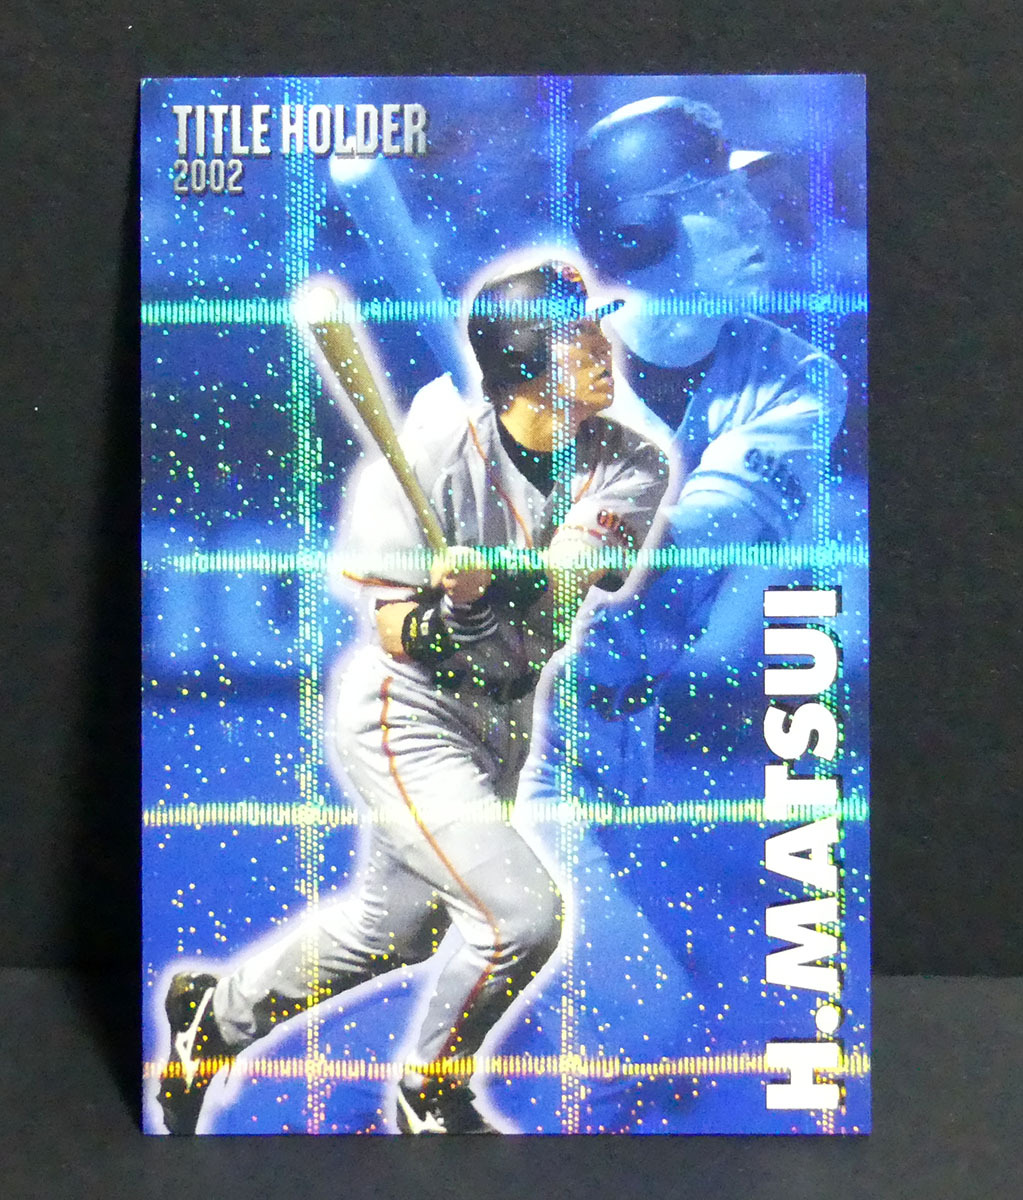 TITLE HOLDER
2002
H.MATSUI